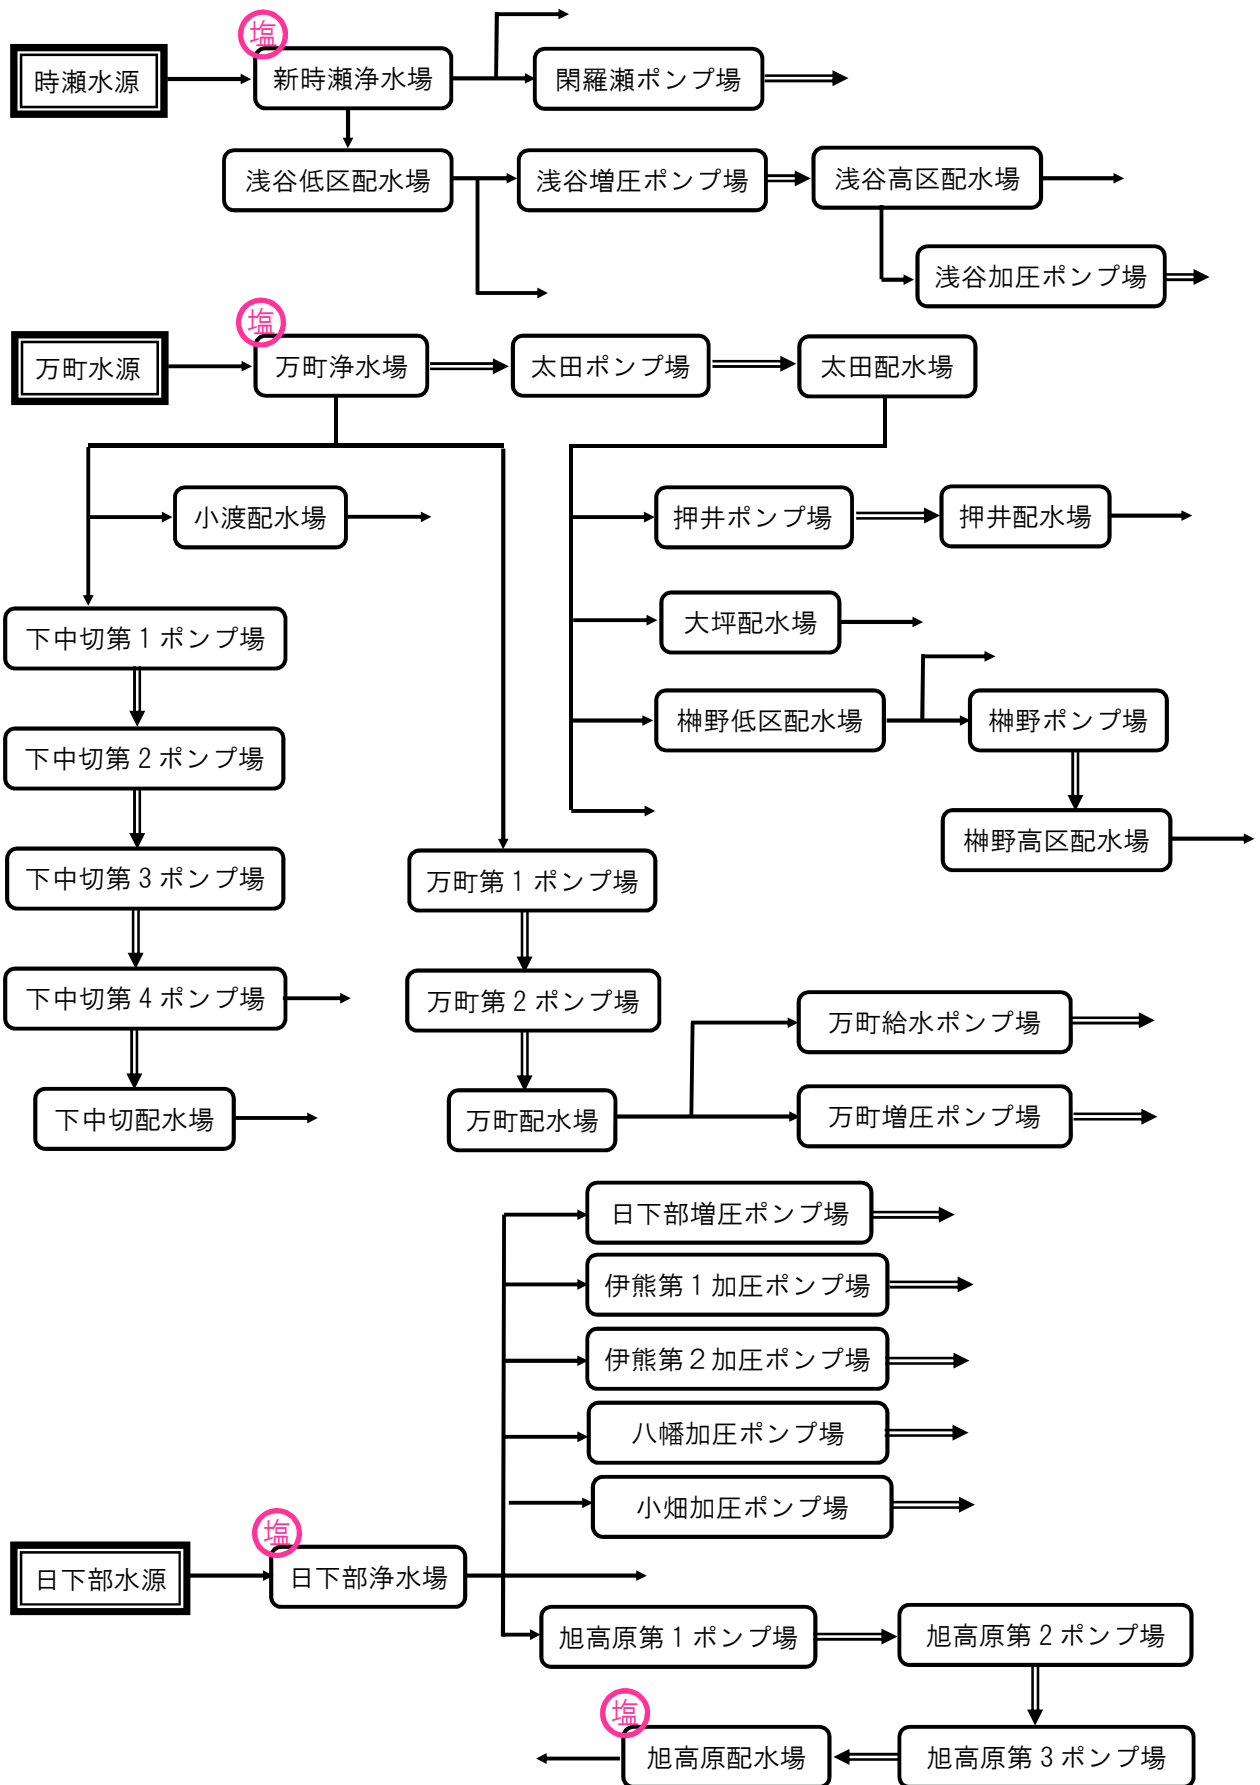 塩
時瀬水源
新時瀬浄水場
閑羅瀬ポンプ場
浅谷低区配水場
浅谷増圧ポンプ場
浅谷高区配水場
浅谷加圧ポンプ場
塩
万町水源
万町浄水場
太田ポンプ場
太田配水場
小渡配水場
押井ポンプ場
押井配水場
下中切第1ポンプ場
大坪配水場
榊野低区配水場
榊野ポンプ場
下中切第2ポンプ場
榊野高区配水場
下中切第3ポンプ場
万町第1ポンプ場
下中切第4ポンプ場
万町第2ポンプ場
万町給水ポンプ場
下中切配水場
万町配水場
万町増圧ポンプ場
日下部増圧ポンプ場
伊熊第1加圧ポンプ場
伊熊第2加圧ポンプ場
八幡加圧ポンプ場
小畑加圧ポンプ場
塩
日下部水源
日下部浄水場
旭高原第1ポンプ場
旭高原第2ポンプ場
塩
旭高原配水場
旭高原第3ポンプ場